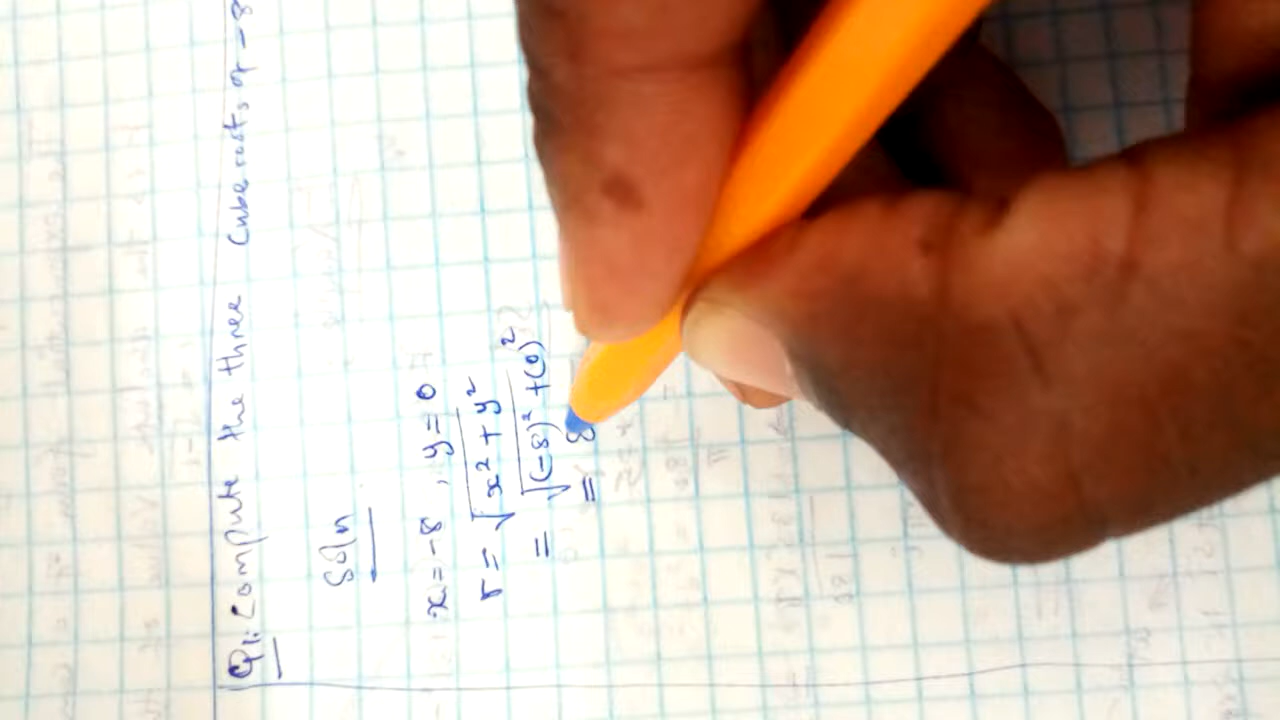 Q1: Compute the three cube roots of -8
Soln
x = -8 , y = 0
r = √x² + y²
= √(-8)² + (0)²
= 8